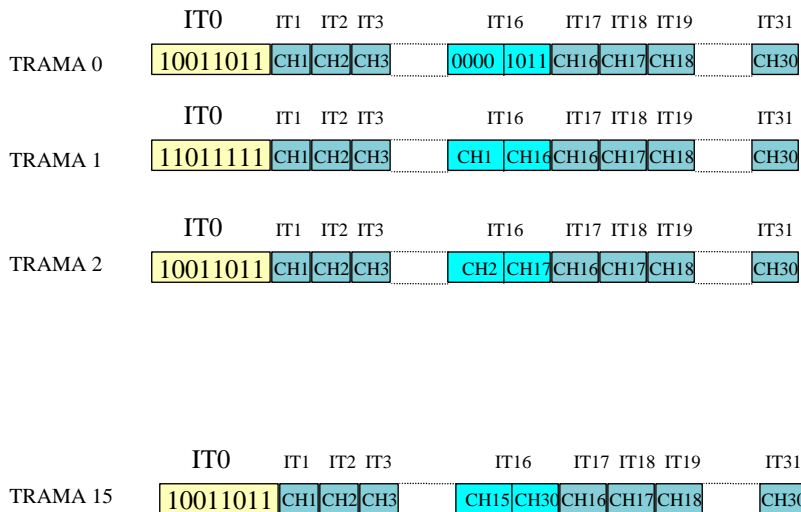 IT0 IT1 IT2 IT3 IT16 IT17 IT18 IT19 IT31
TRAMA 0 10011011 CH1 CH2 CH3 0000 1011 CH16 CH17 CH18 CH30
IT0 IT1 IT2 IT3 IT16 IT17 IT18 IT19 IT31
TRAMA 1 11011111 CH1 CH2 CH3 CH1 CH16 CH16 CH17 CH18 CH30
IT0 IT1 IT2 IT3 IT16 IT17 IT18 IT19 IT31
TRAMA 2 10011011 CH1 CH2 CH3 CH2 CH17 CH16 CH17 CH18 CH30
IT0 IT1 IT2 IT3 IT16 IT17 IT18 IT19 IT31
TRAMA 15 10011011 CH1 CH2 CH3 CH15 CH30 CH16 CH17 CH18 CH30